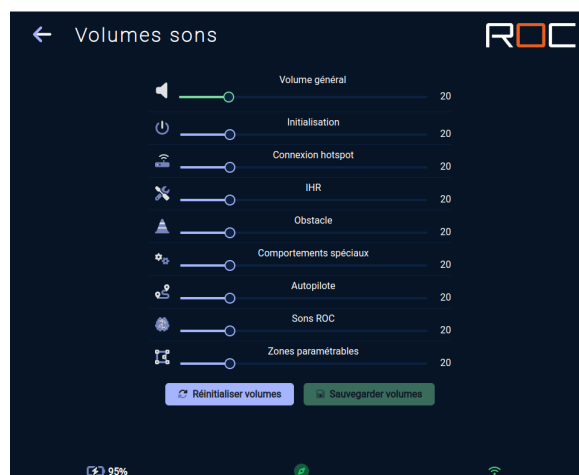 Volumes sons
ROC
Volume général
20
Initialisation
20
Connexion hotspot
20
IHR
20
Obstacle
20
Comportements spéciaux
20
Autopilote
20
Sons ROC
20
Zones paramétrables
20
Réinitialiser volumes
Sauvegarder volumes
95%